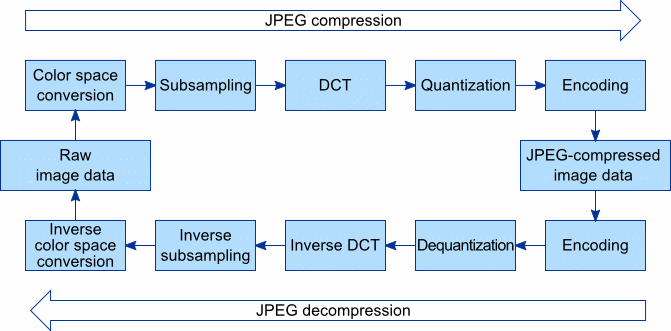 JPEG compression
Color space
conversion
Subsampling
DCT
Quantization
Encoding
Raw
image data
JPEG-compressed
image data
Inverse
color space
conversion
Inverse
subsampling
Inverse DCT
Dequantization
Encoding
JPEG decompression